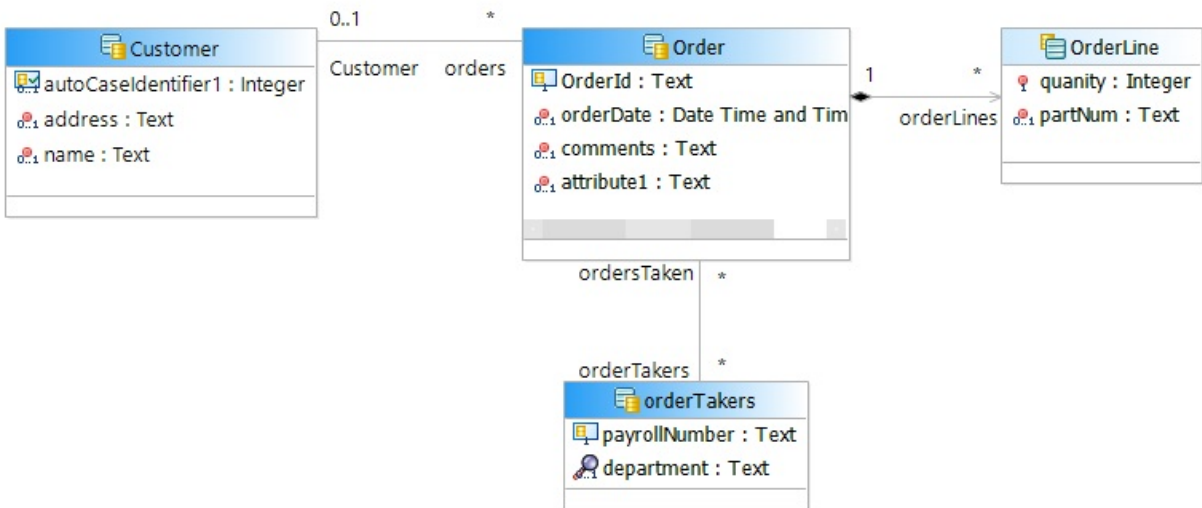 0..1 *
Customer
Customer orders
autoCaseIdentifier1 : Integer
address : Text
name : Text
Order
OrderId : Text
orderDate : Date Time and Tim
comments : Text
attribute1 : Text
1 *
orderLines
OrderLine
quanity : Integer
partNum : Text
ordersTaken *
orderTakers *
orderTakers
payrollNumber : Text
department : Text